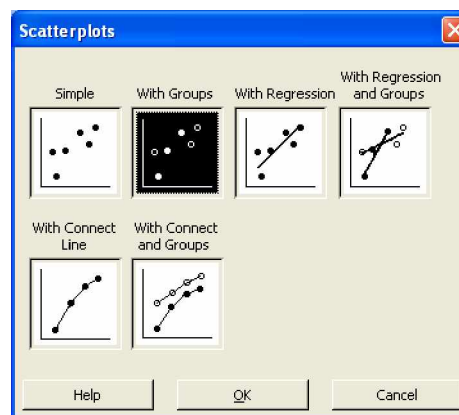 Scatterplots
Simple
With Groups
With Regression
With Regression
and Groups
With Connect
Line
With Connect
and Groups
Help
OK
Cancel